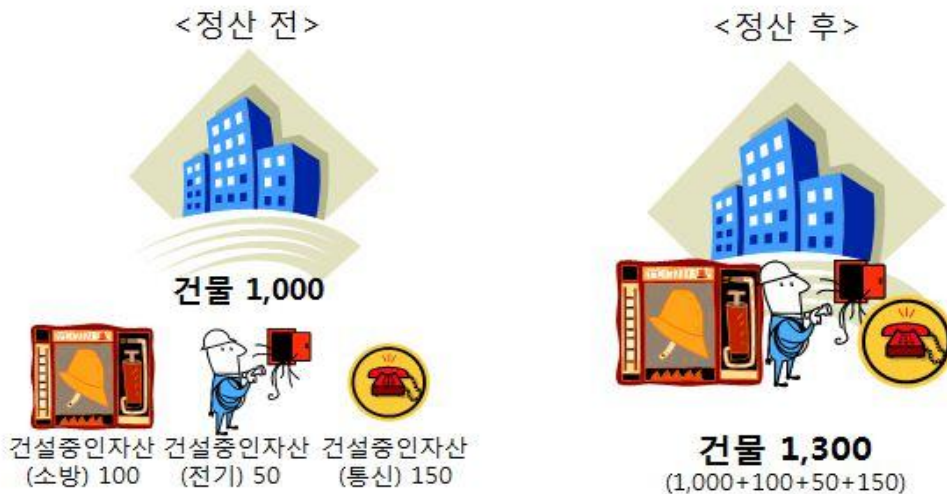 <정산 전>
<정산 후>
건물 1,000
건설중인자산
(소방) 100
건설중인자산
(전기) 50
건설중인자산
(통신) 150
건물 1,300
(1,000+100+50+150)